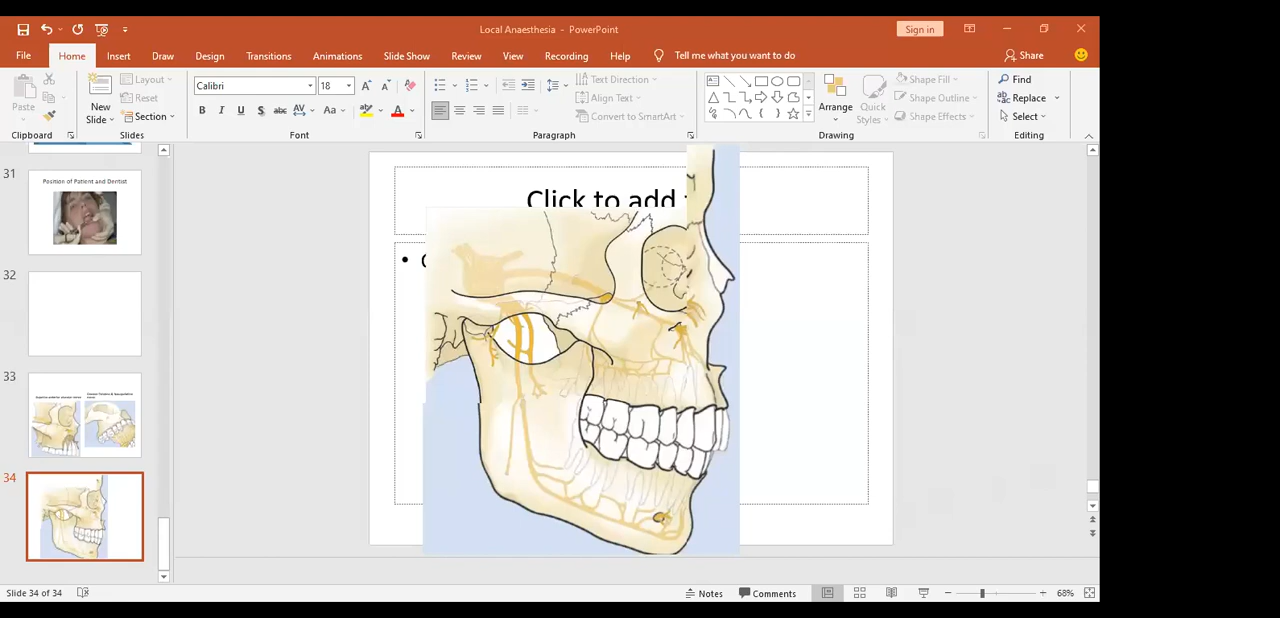 Local Anaesthesia - PowerPoint
Sign in
File Home Insert Draw Design Transitions Animations Slide Show Review View Recording Help Tell me what you want to do Share
Paste
New
Slide
Layout
Reset
Section
Calibri 18
B I U S abc AV Aa A
Text Direction
Align Text
Convert to SmartArt
Arrange
Quick
Styles
Shape Fill
Shape Outline
Shape Effects
Find
Replace
Select
Clipboard Slides Font Paragraph Drawing Editing
31
Position of Patient and Dentist
32
33
34
Click to add
Slide 34 of 34
Notes Comments 68%